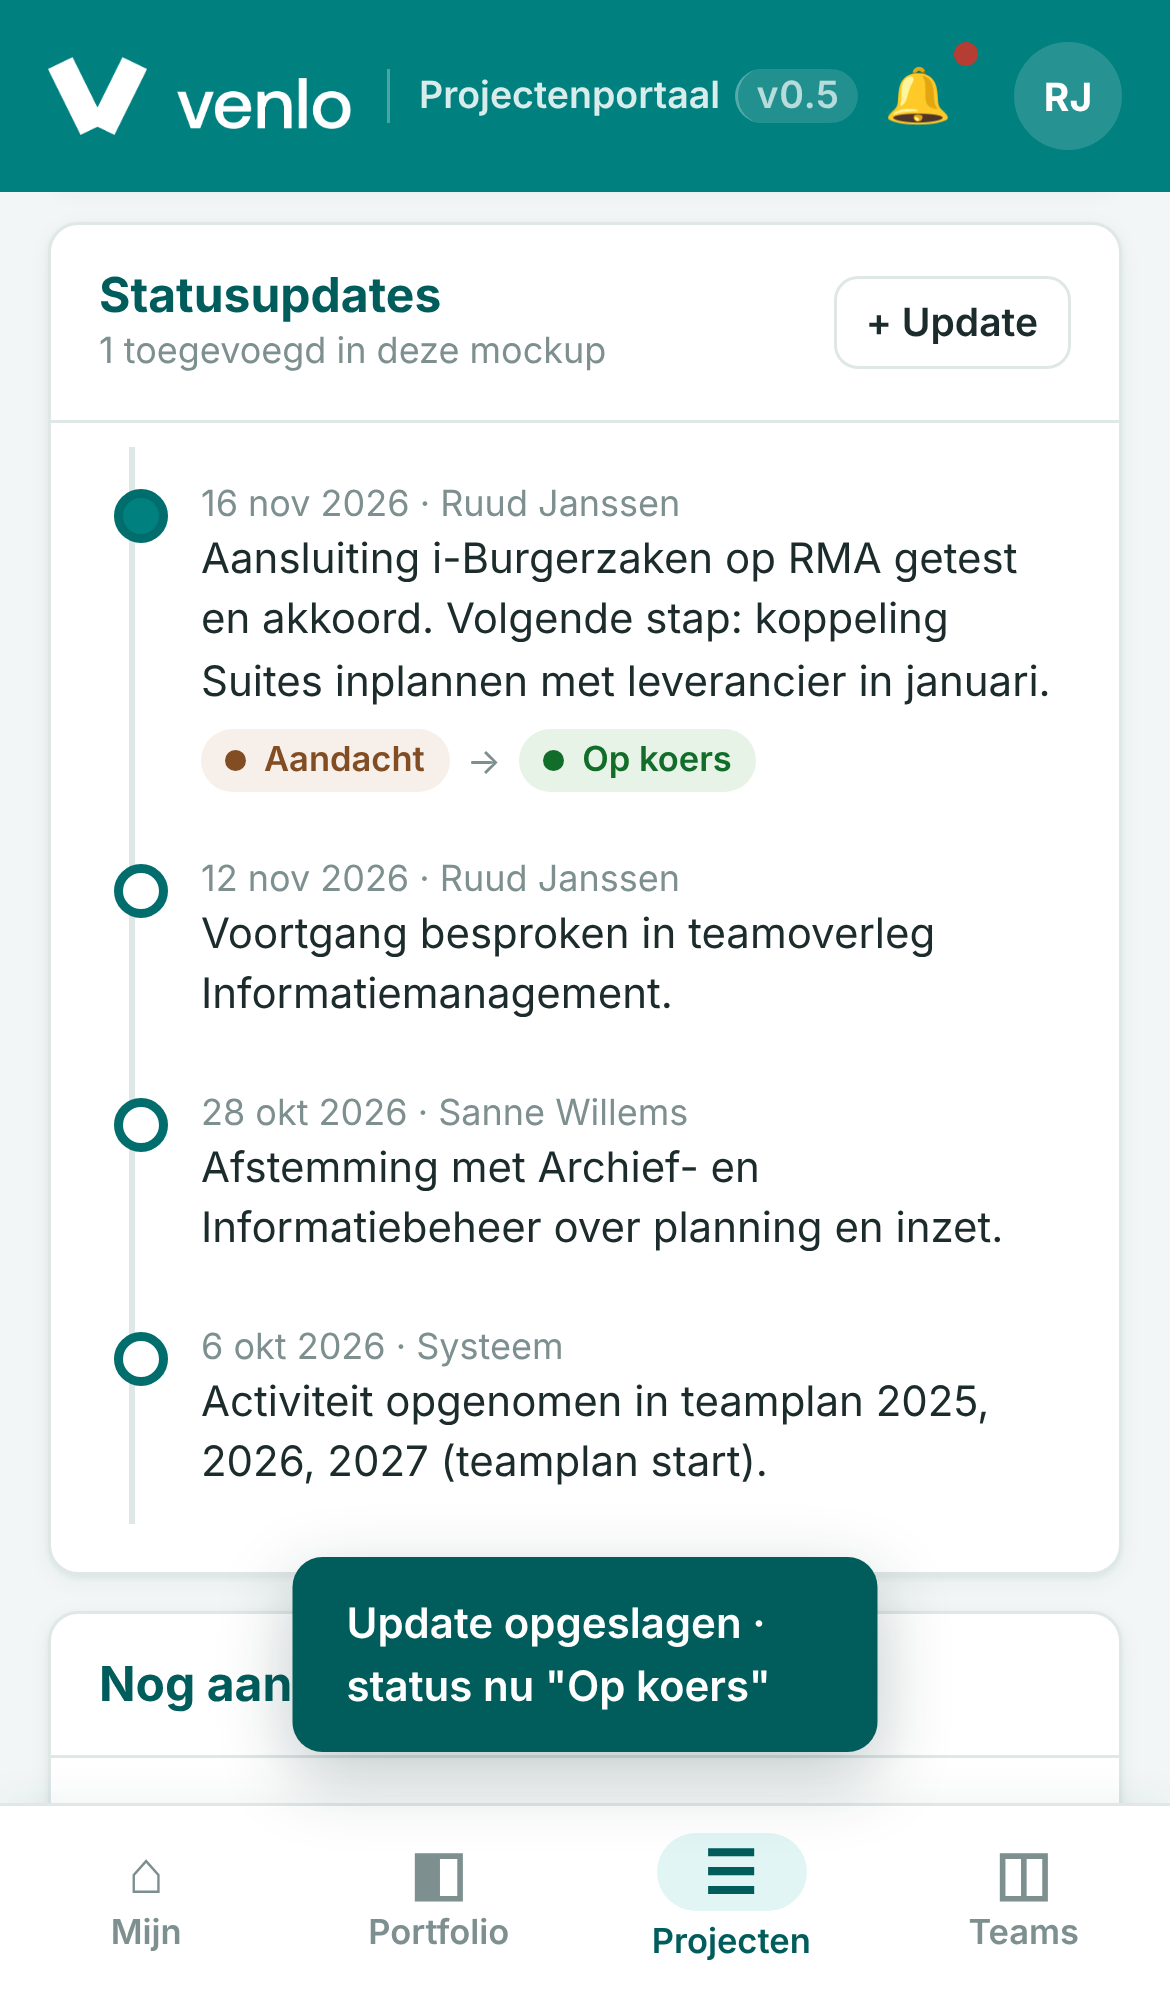 venlo
Projectenportaal v0.5
RJ
Statusupdates
1 toegevoegd in deze mockup
+ Update
16 nov 2026 · Ruud Janssen
Aansluiting i-Burgerzaken op RMA getest
en akkoord. Volgende stap: koppeling
Suites inplannen met leverancier in januari.
Aandacht → Op koers
12 nov 2026 · Ruud Janssen
Voortgang besproken in teamoverleg
Informatiemanagement.
28 okt 2026 · Sanne Willems
Afstemming met Archief- en
Informatiebeheer over planning en inzet.
6 okt 2026 · Systeem
Activiteit opgenomen in teamplan 2025,
2026, 2027 (teamplan start).
Update opgeslagen ·
status nu "Op koers"
Nog aan
Mijn
Portfolio
Projecten
Teams